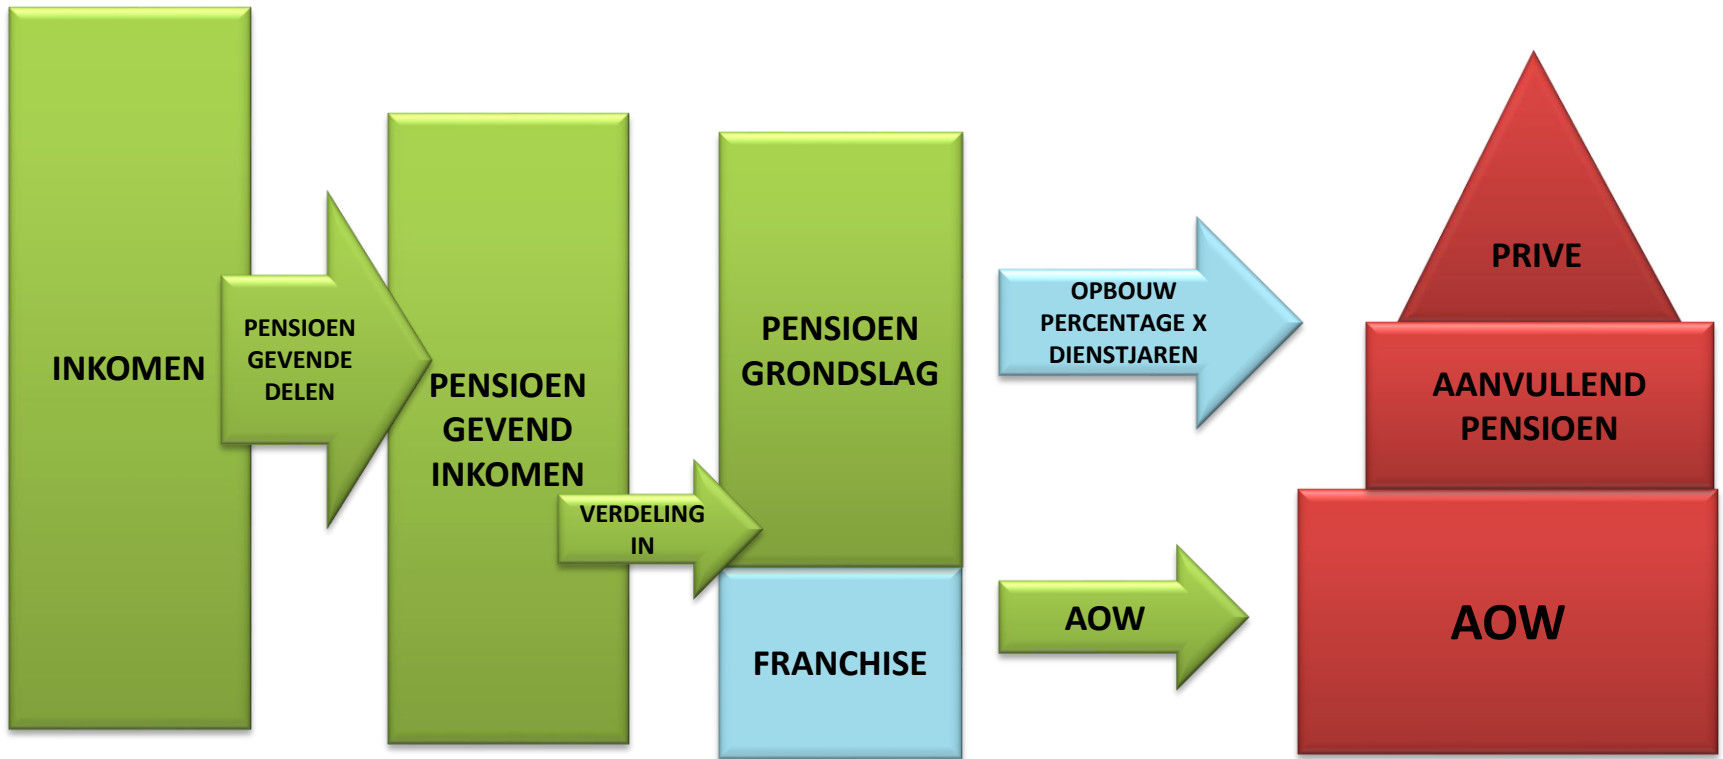 INKOMEN
PENSIOEN
GEVENDE
DELEN
PENSIOEN
GEVEND
INKOMEN
VERDELING
IN
PENSIOEN
GRONDSLAG
FRANCHISE
OPBOUW
PERCENTAGE X
DIENSTJAREN
AOW
PRIVE
AANVULLEND
PENSIOEN
AOW